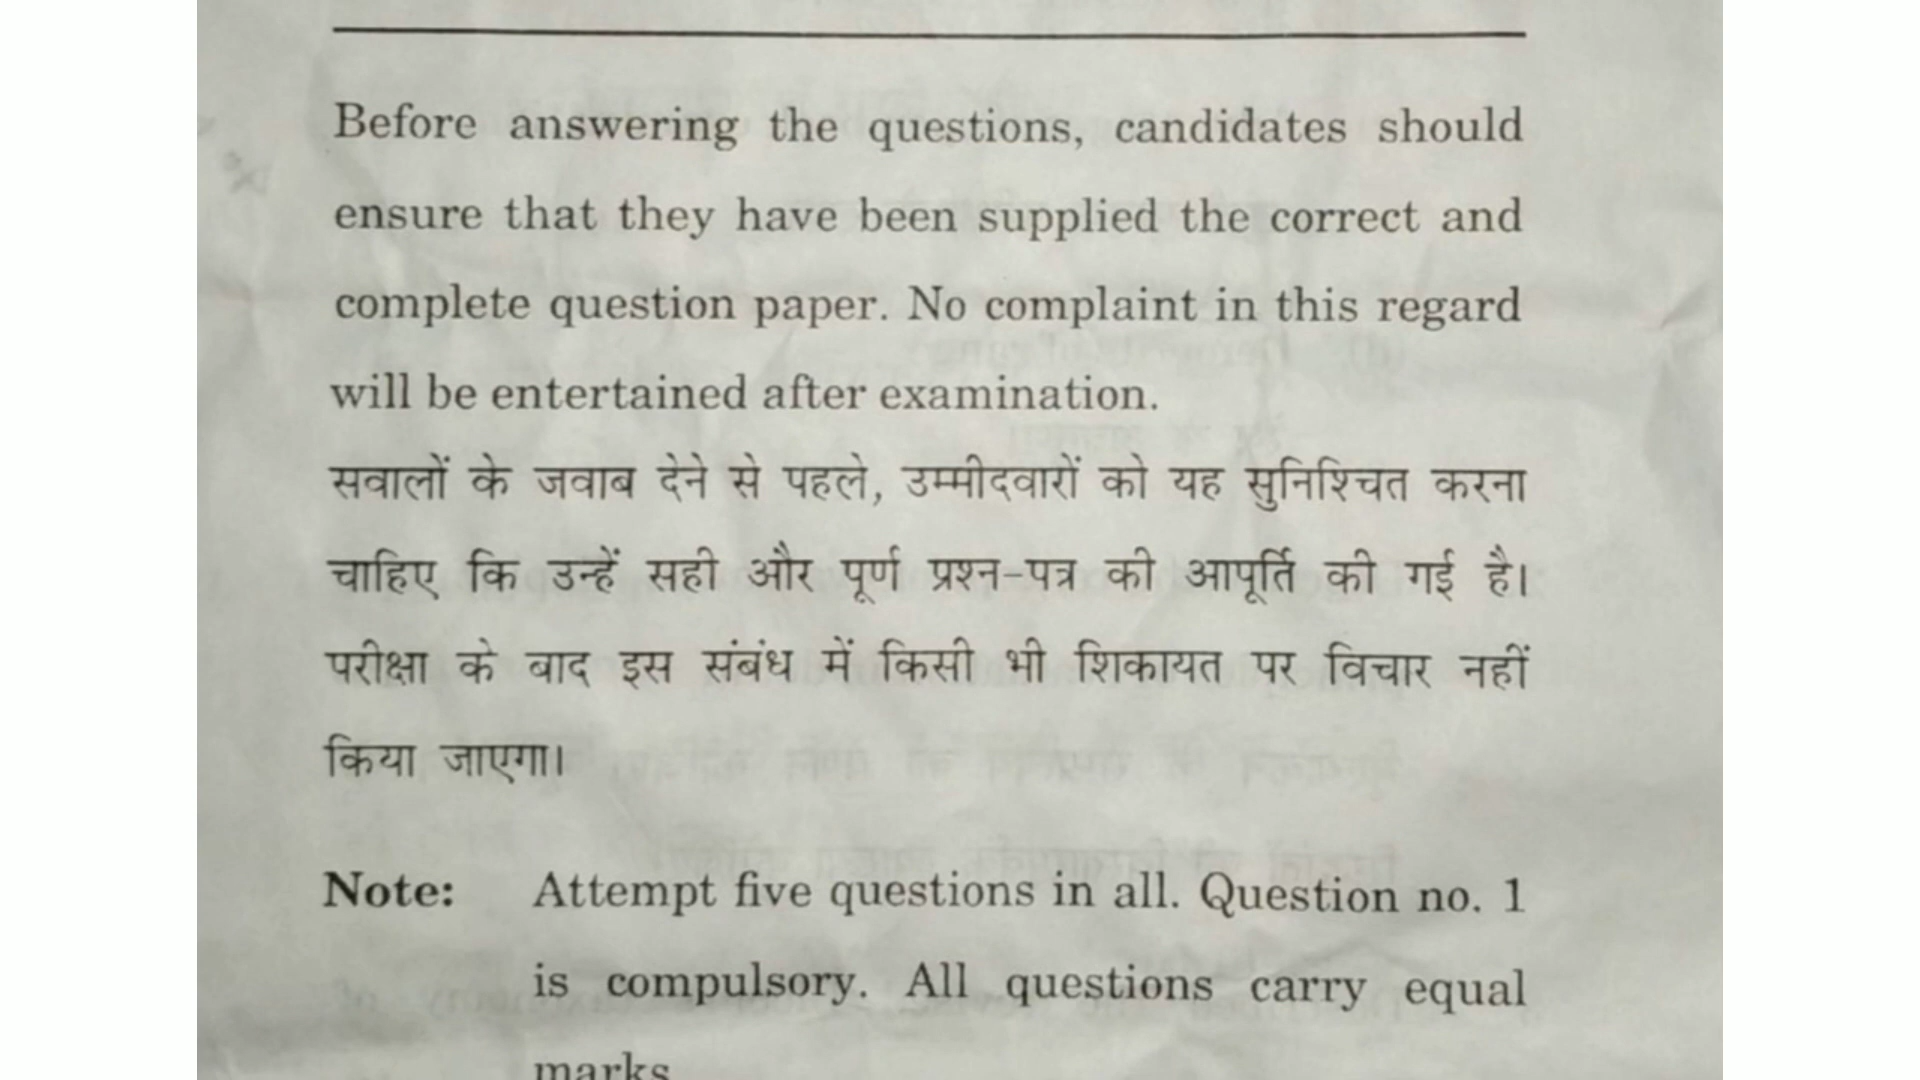 Before answering the questions, candidates should
ensure that they have been supplied the correct and
complete question paper. No complaint in this regard
will be entertained after examination.
सवालों के जवाब देने से पहले, उम्मीदवारों को यह सुनिश्चित करना
चाहिए कि उन्हें सही और पूर्ण प्रश्न-पत्र की आपूर्ति की गई है।
परीक्षा के बाद इस संबंध में किसी भी शिकायत पर विचार नहीं
किया जाएगा।
Note: Attempt five questions in all. Question no. 1
is compulsory. All questions carry equal
marks